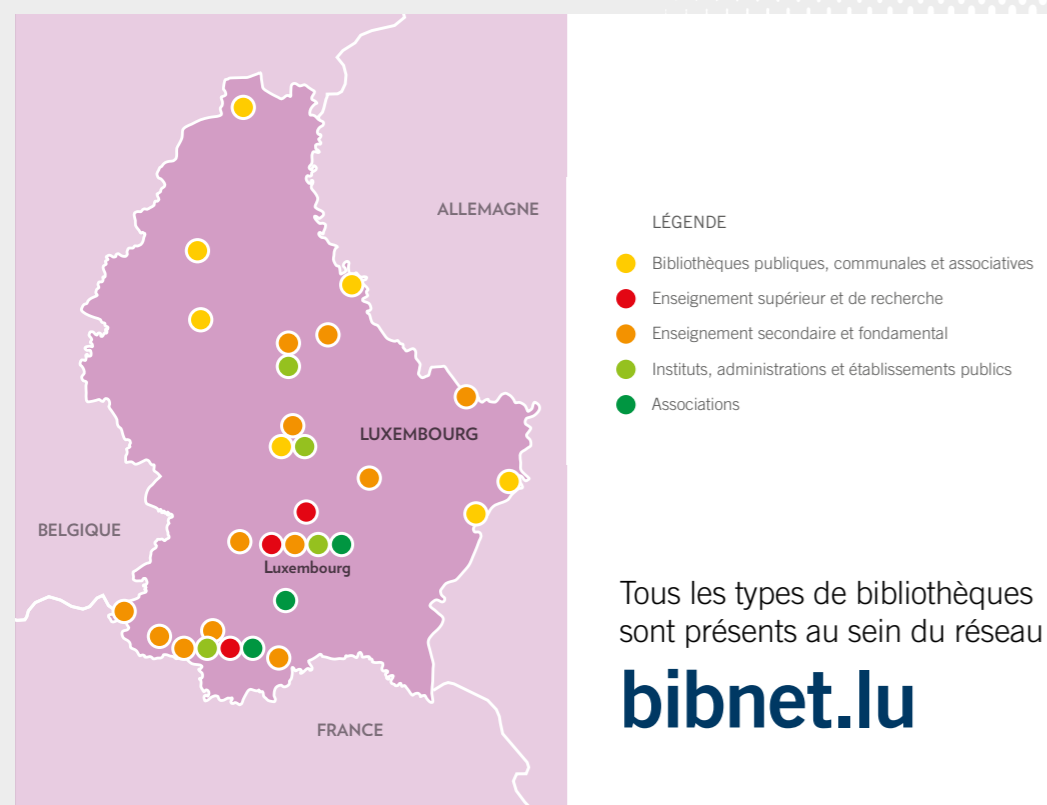 ALLEMAGNE
LUXEMBOURG
BELGIQUE
Luxembourg
FRANCE
LÉGENDE
Bibliothèques publiques, communales et associatives
Enseignement supérieur et de recherche
Enseignement secondaire et fondamental
Instituts, administrations et établissements publics
Associations
Tous les types de bibliothèques
sont présents au sein du réseau
bibnet.lu